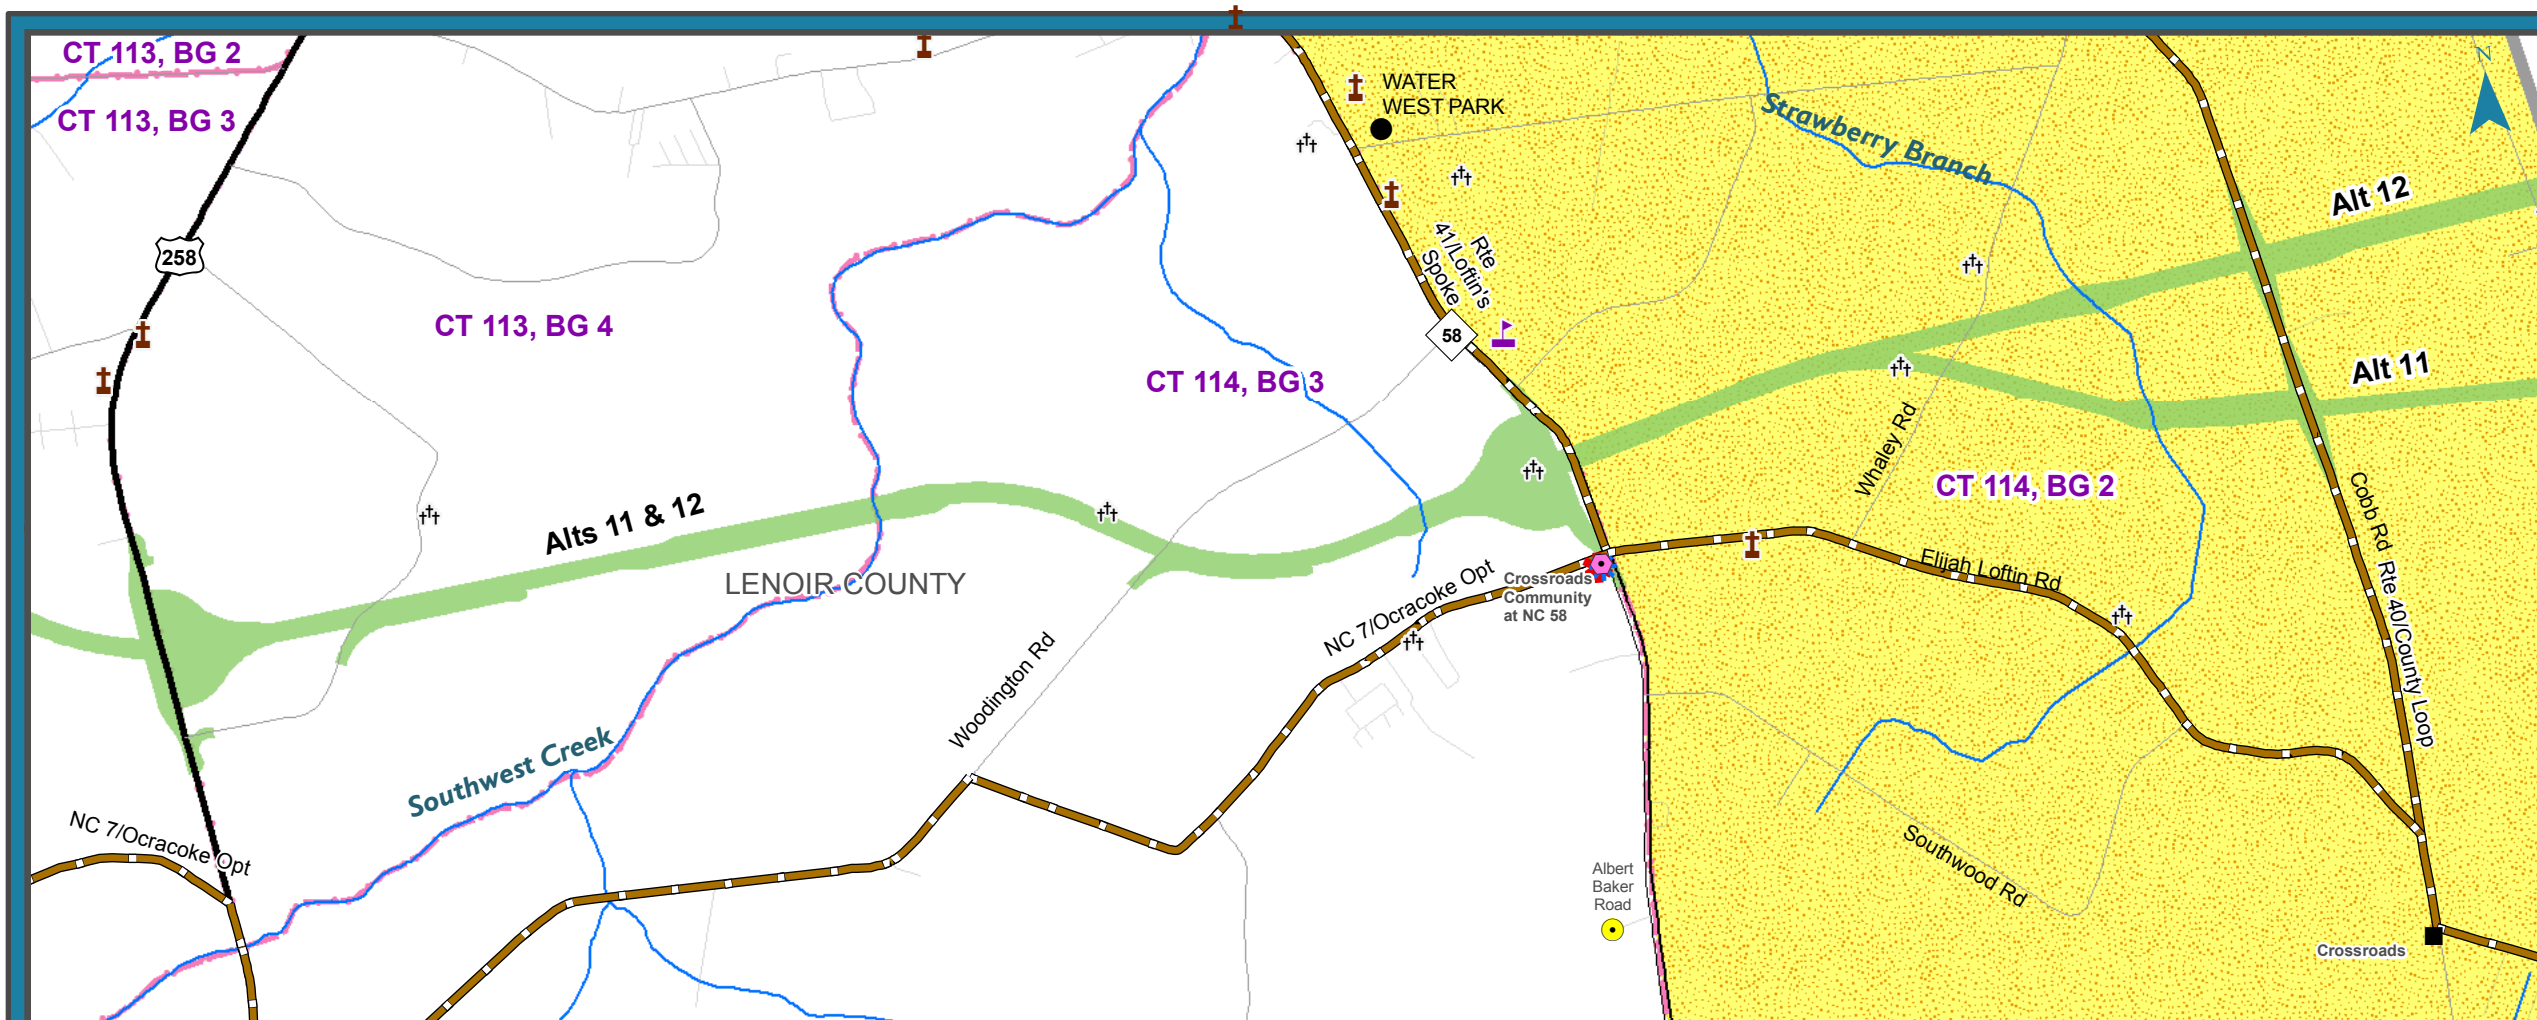 CT 113, BG 2
CT 113, BG 3
258
CT 113, BG 4
WATER
WEST PARK
Strawberry Branch
N
Alt 12
Rte
41/Loftin's
Spoke
58
CT 114, BG 3
Alt 11
Whaley Rd
CT 114, BG 2
Alts 11 & 12
LENOIR COUNTY
Cobb Rd Rte 40/County Loop
Elijah Loftin Rd
NC 7/Ocracoke Opt
Crossroads
Community
at NC 58
Woodington Rd
Southwest Creek
NC 7/Ocracoke Opt
Southwood Rd
Albert
Baker
Road
Crossroads